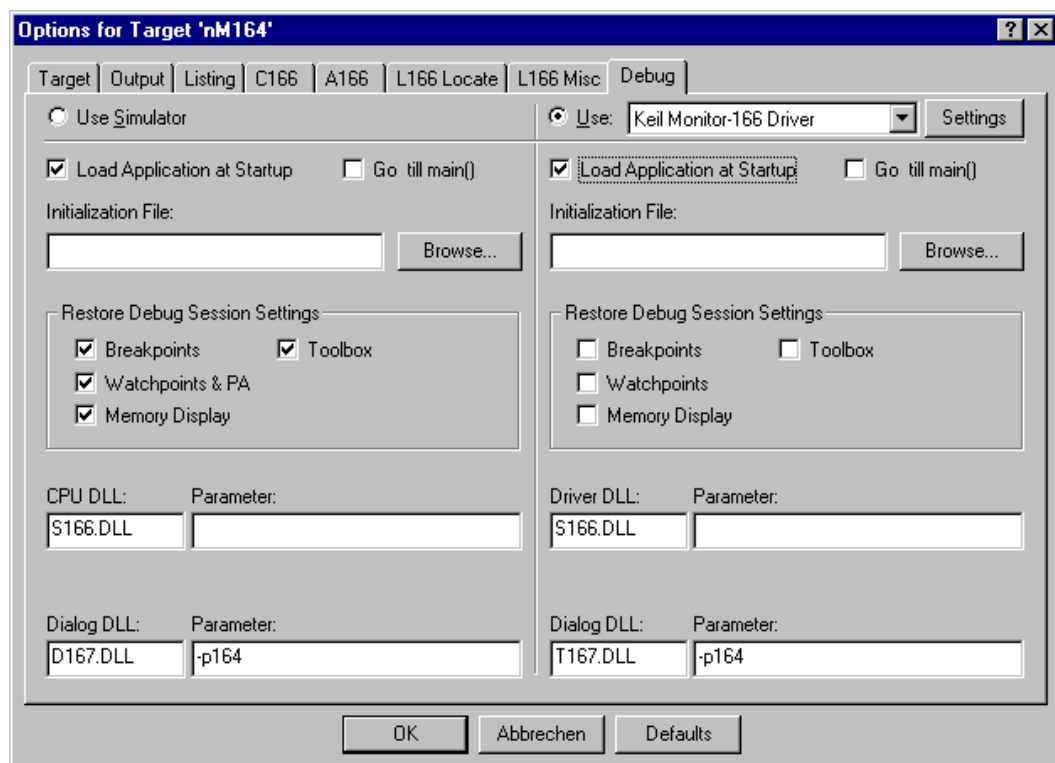 Options for Target 'nM164'
Target Output Listing C166 A166 L166 Locate L166 Misc Debug
Use Simulator Use: Keil Monitor-166 Driver Settings
Load Application at Startup Go till main() Load Application at Startup Go till main()
Initialization File: Initialization File:
Browse... Browse...
Restore Debug Session Settings Restore Debug Session Settings
Breakpoints Toolbox Breakpoints Toolbox
Watchpoints & PA Watchpoints
Memory Display Memory Display
CPU DLL: Parameter: Driver DLL: Parameter:
S166.DLL S166.DLL
Dialog DLL: Parameter: Dialog DLL: Parameter:
D167.DLL -p164 T167.DLL -p164
OK Abbrechen Defaults